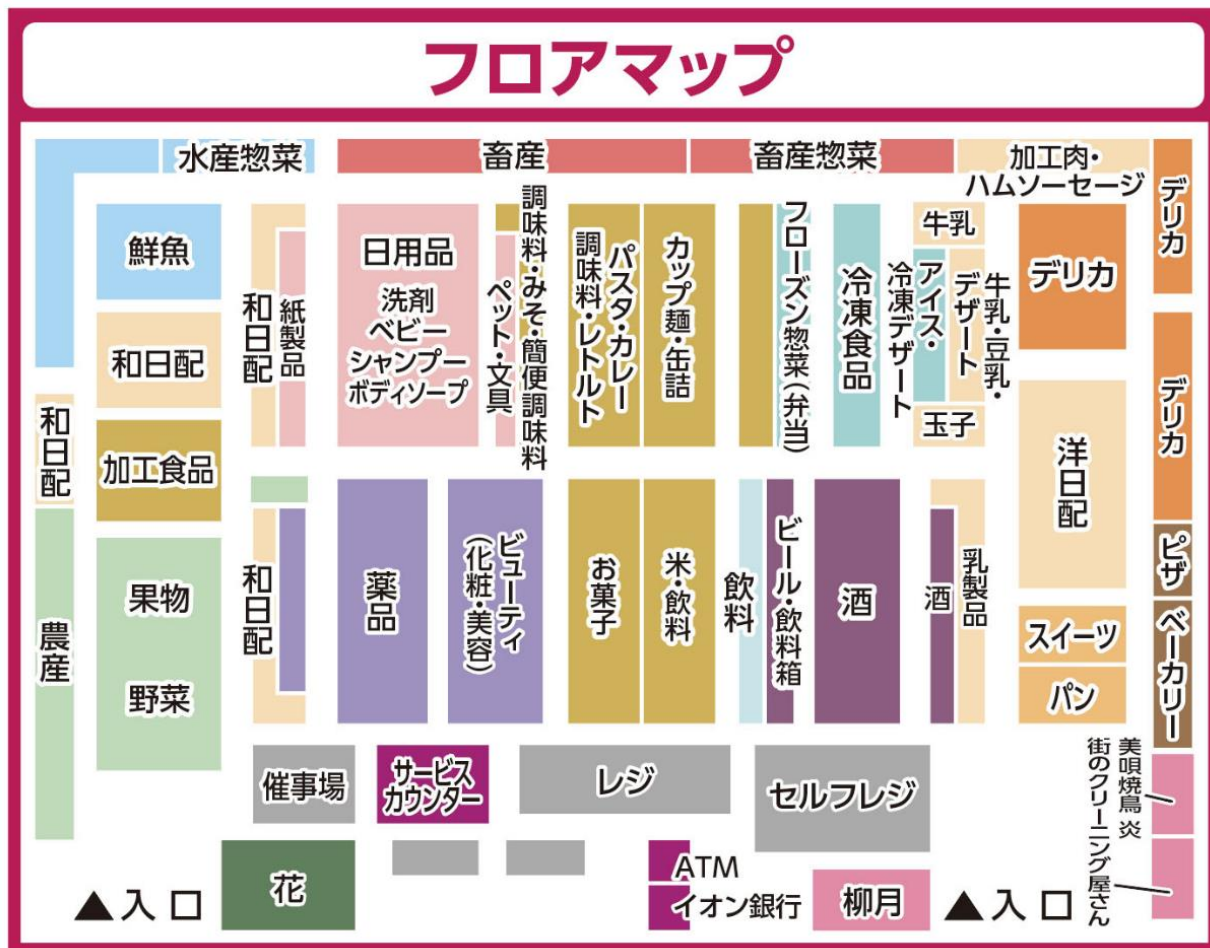 フロアマップ
水産惣菜
畜産
畜産惣菜
加工肉・
ハムソーセージ
デリカ
鮮魚
和日配
紙製品
日用品
洗剤
ベビー
シャンプー
ボディソープ
ペット・文具
調味料・みそ・簡便調味料
調味料・レトルト
パスタ・カレー
カップ麺・缶詰
フローズン惣菜(弁当)
冷凍食品
牛乳
アイス・
冷凍デザート
牛乳・豆乳・
デザート
玉子
デリカ
和日配
和日配
加工食品
洋日配
デリカ
農産
果物
野菜
和日配
薬品
ビューティ
(化粧・美容)
お菓子
米・飲料
飲料
ビール・飲料箱
酒
酒
乳製品
スイーツ
パン
ピザ
ベーカリー
催事場
サービス
カウンター
レジ
セルフレジ
美唄焼鳥 炎
街のクリーニング屋さん
▲入口
花
ATM
イオン銀行
柳月
▲入口